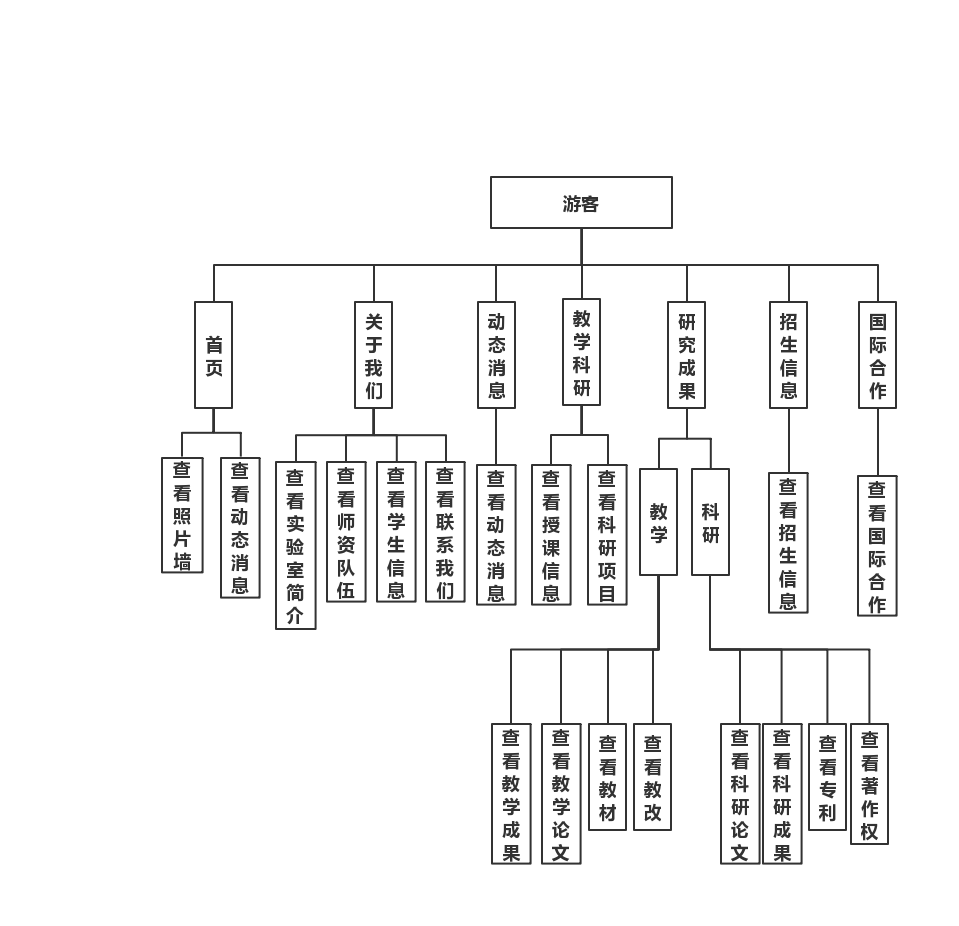 游客
首页
关于我们
动态消息
教学科研
研究成果
招生信息
国际合作
查看照片墙
查看动态消息
查看实验室简介
查看师资队伍
查看学生信息
查看联系我们
查看动态消息
查看授课信息
查看科研项目
教学
科研
查看招生信息
查看国际合作
查看教学成果
查看教学论文
查看教材
查看教改
查看科研论文
查看科研成果
查看专利
查看著作权